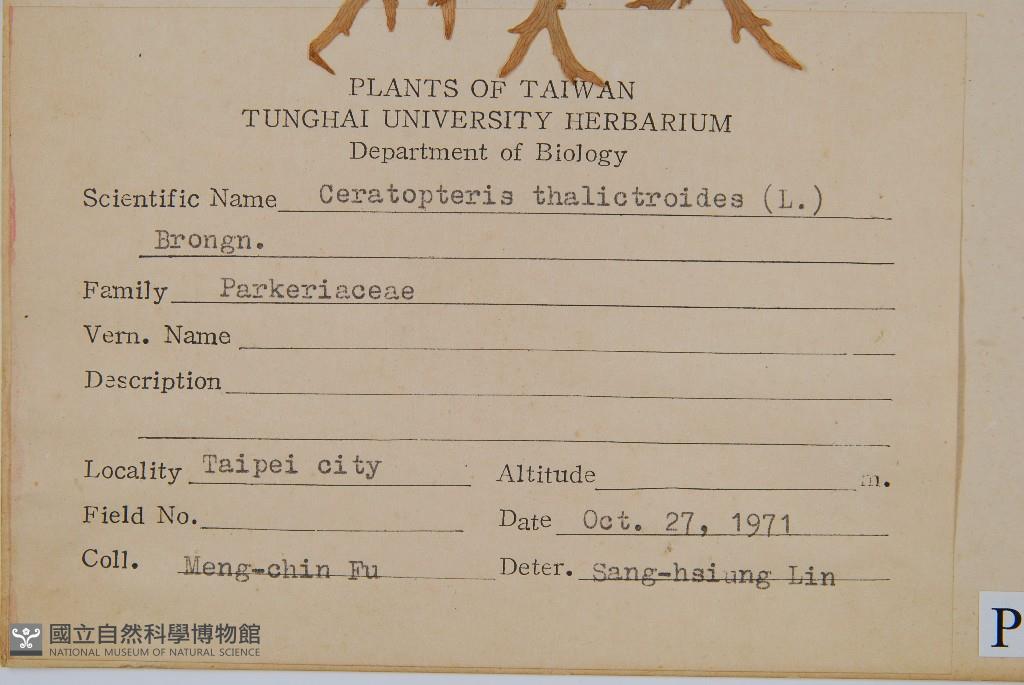 PLANTS OF TAIWAN
TUNGHAI UNIVERSITY HERBARIUM
Department of Biology
Scientific Name Ceratopteris thalictroides (L.)
Brongn.
Family Parkeriaceae
Vern. Name
Description
Locality Taipei city Altitude m.
Field No. Date Oct. 27, 1971
Coll. Meng-chin Fu Deter. Sang-hsiung Lin
國立自然科學博物館
NATIONAL MUSEUM OF NATURAL SCIENCE
P